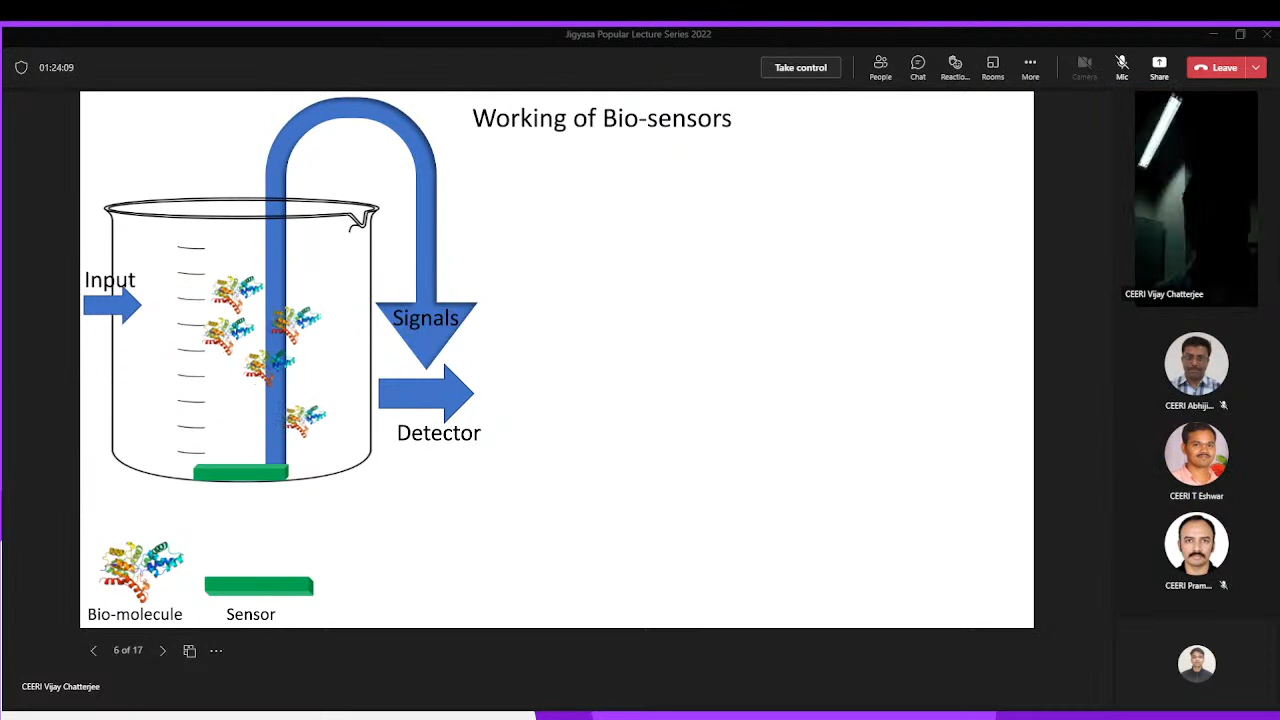 Jigyasa Popular Lecture Series 2022
01:24:09
Take control
People
Chat
Reactio...
Rooms
More
Camera
Mic
Share
Leave
Working of Bio-sensors
Input
Signals
Detector
Bio-molecule
Sensor
CEERI Vijay Chatterjee
CEERI Abhiji...
CEERI T Eshwar
CEERI Pram...
6 of 17
CEERI Vijay Chatterjee